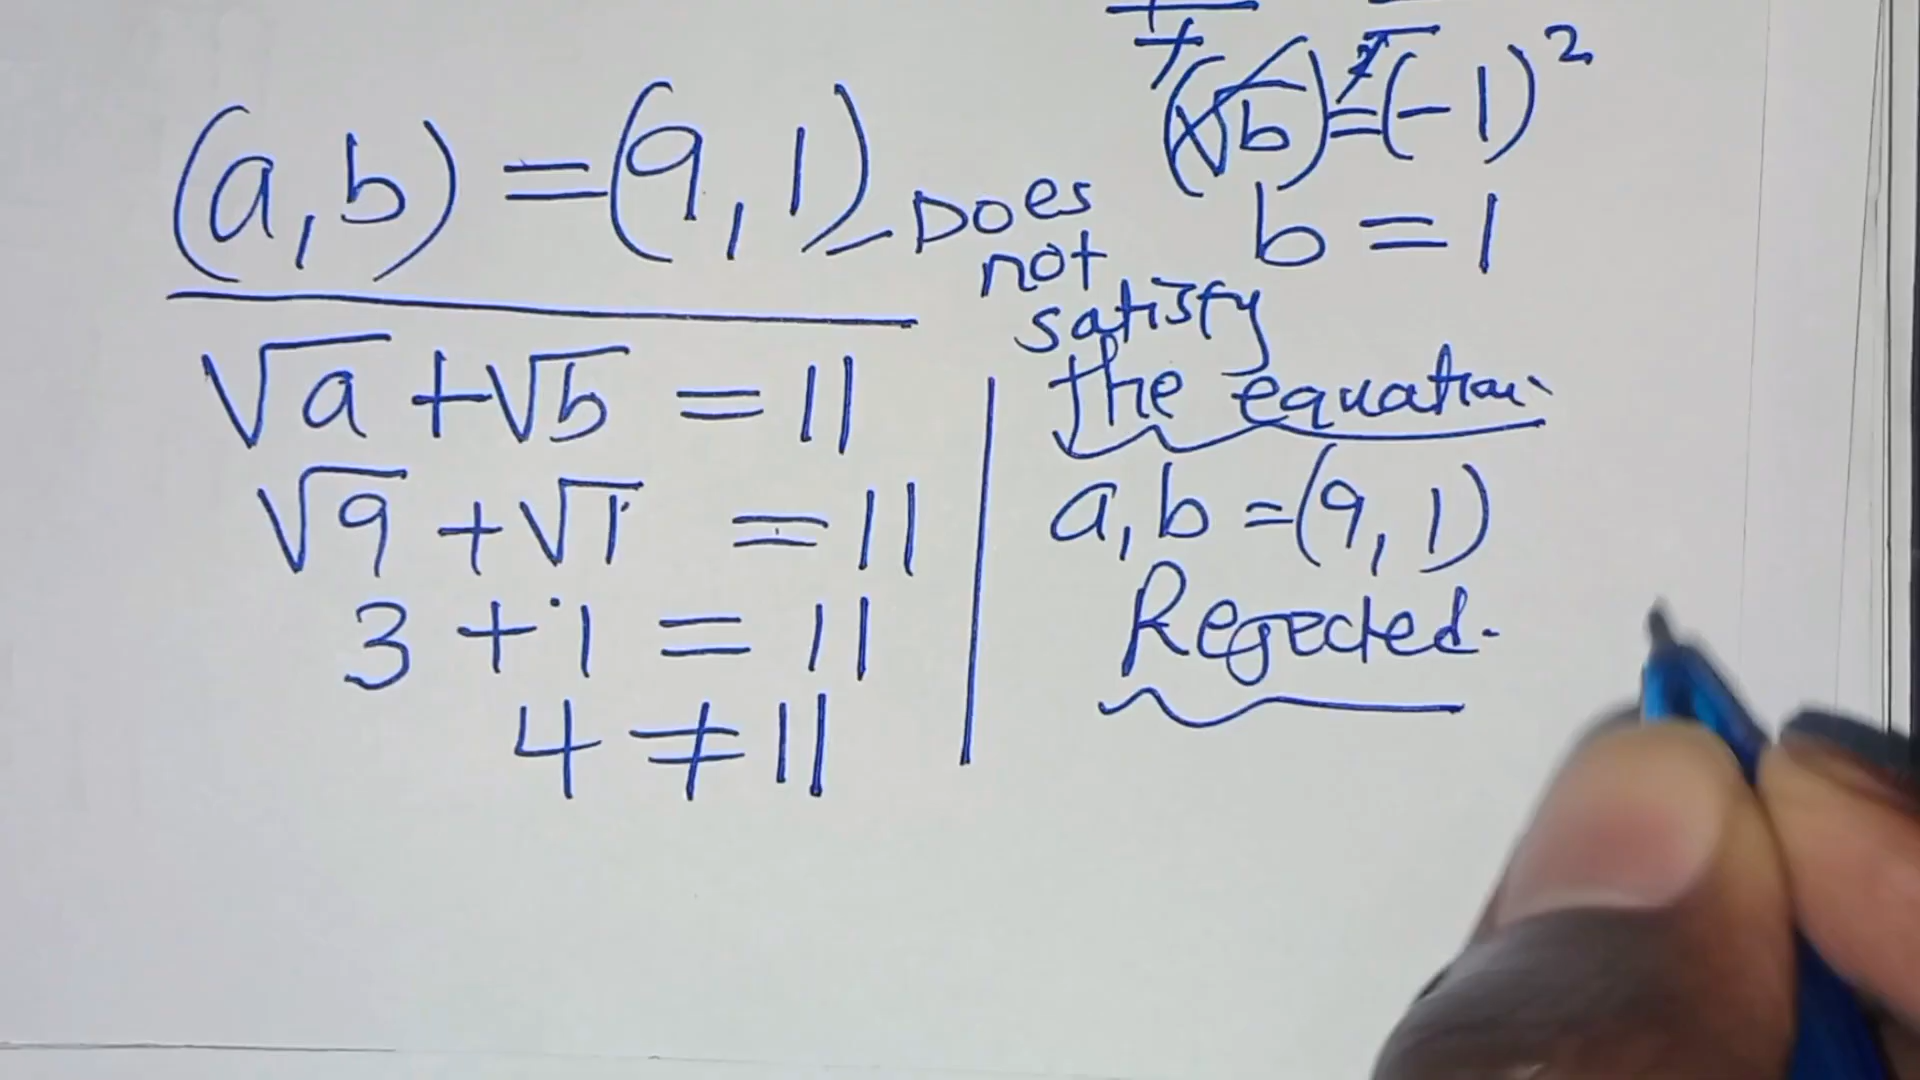 (√b)² = (-1)²
b = 1
(a, b) = (9, 1) Does
not
satisfy
the equation.
√a + √b = 11
√9 + √1 = 11
3 + 1 = 11
4 ≠ 11
a, b = (9, 1)
Rejected.